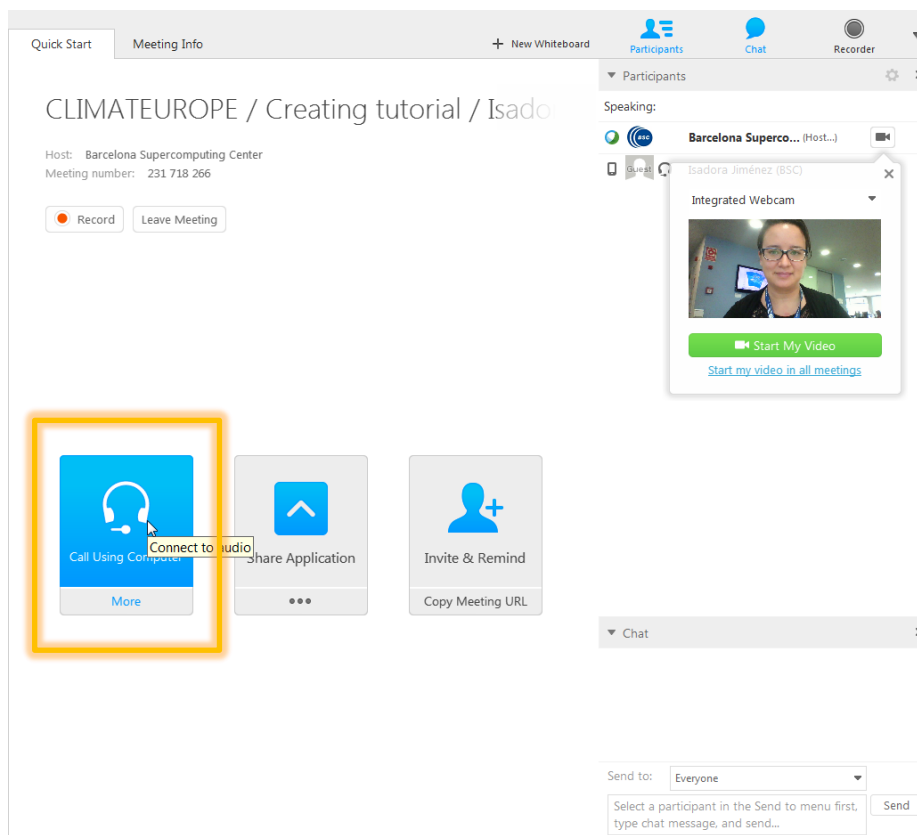 Quick Start
Meeting Info
+ New Whiteboard
Participants
Chat
Recorder
CLIMATEUROPE / Creating tutorial / Isado
Host: Barcelona Supercomputing Center
Meeting number: 231 718 266
Record
Leave Meeting
Participants
Speaking:
BSC
Barcelona Superco... (Host...)
Guest
Isadora Jiménez (BSC)
Integrated Webcam
Start My Video
Start my video in all meetings
Call Using Computer
Connect to audio
More
Share Application
Invite & Remind
Copy Meeting URL
Chat
Send to:
Everyone
Select a participant in the Send to menu first,
type chat message, and send...
Send